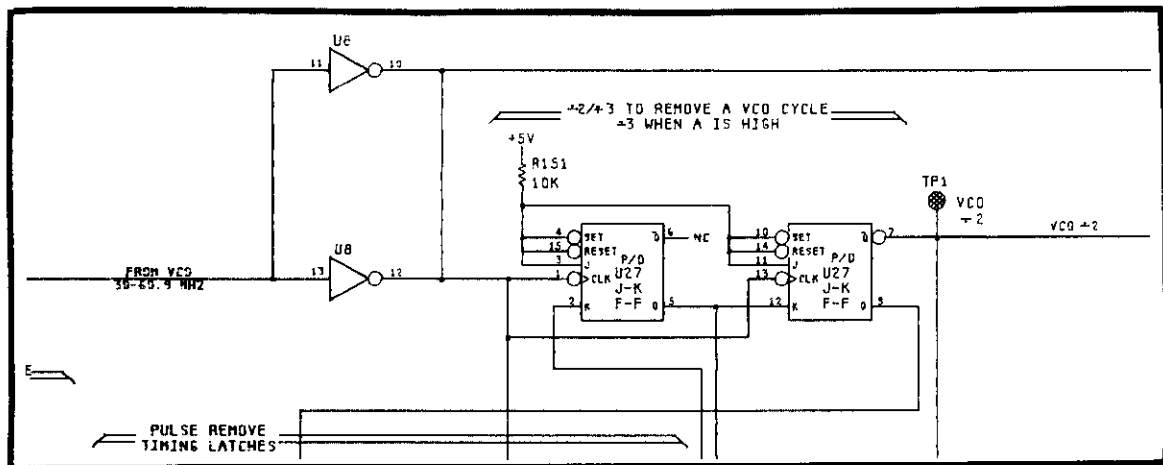 U8
11
10
÷2/÷3 TO REMOVE A VCO CYCLE
÷3 WHEN A IS HIGH
+5V
R151
10K
TP1
VCO
÷2
4
SET
Q
6
NC
10
SET
Q
7
VCO ÷2
15
RESET
14
RESET
U8
3
J
P/O
11
J
P/O
FROM VCO
13
12
1
CLK
U27
13
CLK
U27
30-60.9 MHZ
J-K
J-K
2
K
F-F
Q
5
12
K
F-F
Q
9
E
PULSE REMOVE
TIMING LATCHES